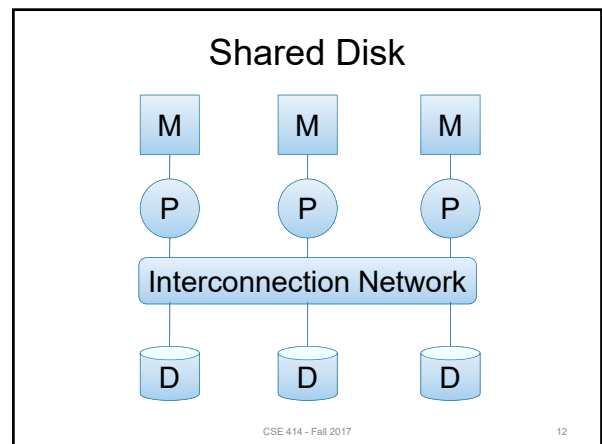 Shared Disk
M M M
P P P
Interconnection Network
D D D
CSE 414 - Fall 2017 12